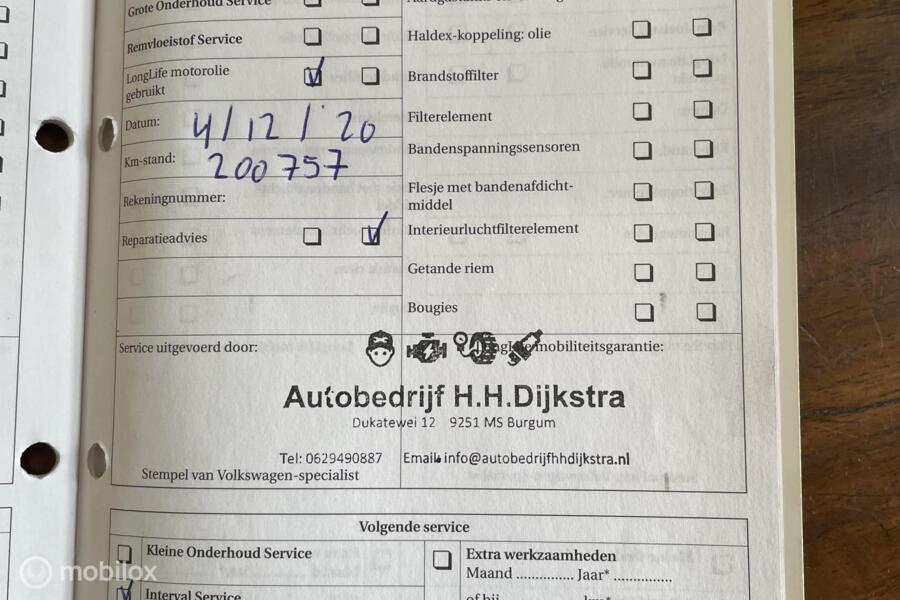 Grote Onderhoud Service
Remvloeistof Service
LongLife motorolie
gebruikt
Datum: 4/12/20
Km-stand: 200757
Rekeningnummer:
Reparatieadvies
Haldex-koppeling: olie
Brandstoffilter
Filterelement
Bandenspanningssensoren
Flesje met bandenafdicht-
middel
Interieurluchtfilterelement
Getande riem
Bougies
Service uitgevoerd door:
mobiliteitsgarantie:
Autobedrijf H.H.Dijkstra
Dukatewei 12 9251 MS Burgum
Tel: 0629490887 Email: info@autobedrijfhhdijkstra.nl
Stempel van Volkswagen-specialist
Volgende service
Kleine Onderhoud Service
Interval Service
Extra werkzaamheden
Maand .............. Jaar* ..............
of bij
km*
mobilox